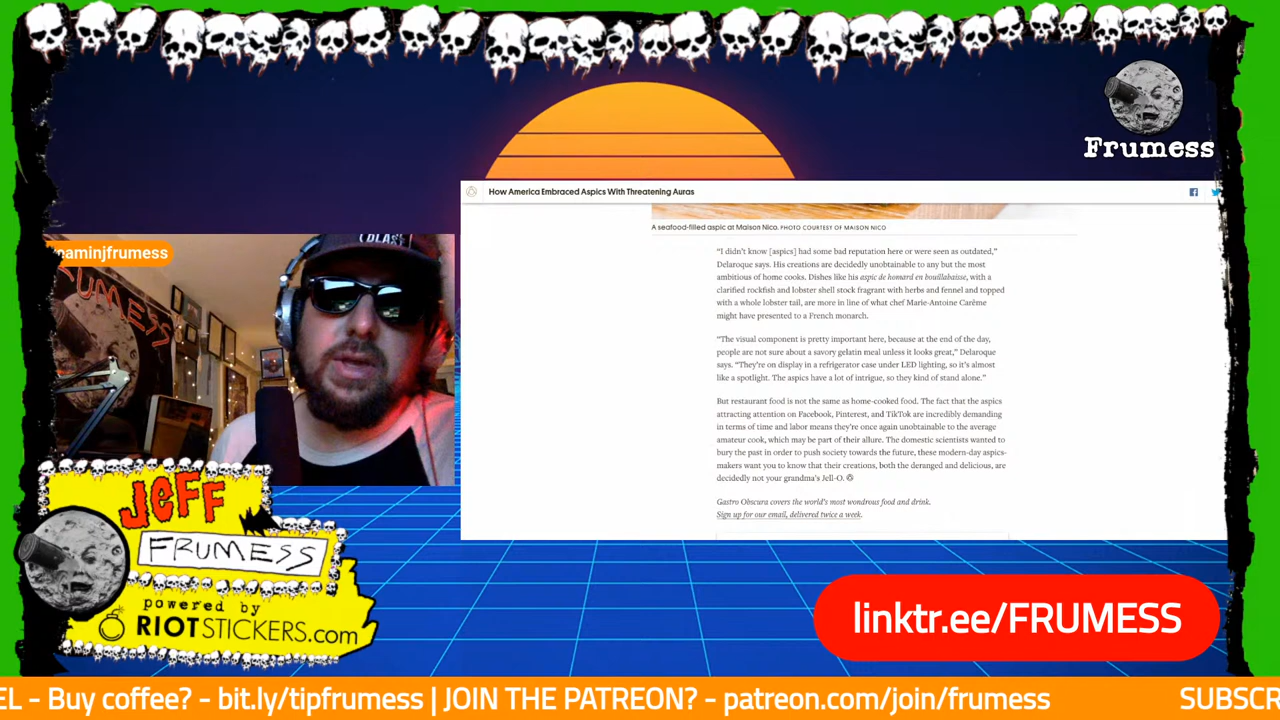 Frumess
How America Embraced Aspics With Threatening Auras
A seafood-filled aspic at Maison Nico. PHOTO COURTESY OF MAISON NICO
“I didn’t know [aspics] had some bad reputation here or were seen as outdated,”
Delaroque says. His creations are decidedly unobtainable to any but the most
ambitious of home cooks. Dishes like his aspic de homard en bouillabaisse, with a
clarified rockfish and lobster shell stock fragrant with herbs and fennel and topped
with a whole lobster tail, are more in line of what chef Marie-Antoine Carême
might have presented to a French monarch.
“The visual component is pretty important here, because at the end of the day,
people are not sure about a savory gelatin meal unless it looks great,” Delaroque
says. “They’re on display in a refrigerator case under LED lighting, so it’s almost
like a spotlight. The aspics have a lot of intrigue, so they kind of stand alone.”
But restaurant food is not the same as home-cooked food. The fact that the aspics
attracting attention on Facebook, Pinterest, and TikTok are incredibly demanding
in terms of time and labor means they’re once again unobtainable to the average
amateur cook, which may be part of their allure. The domestic scientists wanted to
bury the past in order to push society towards the future, these modern-day aspics-
makers want you to know that their creations, both the deranged and delicious, are
decidedly not your grandma’s Jell-O.
Gastro Obscura covers the world’s most wondrous food and drink.
Sign up for our email, delivered twice a week.
eaminjfrumess
CLASH
FRUMESS
JEFF
FRUMESS
powered by
RIOTSTICKERS.com
linktr.ee/FRUMESS
EL - Buy coffee? - bit.ly/tipfrumess | JOIN THE PATREON? - patreon.com/join/frumess SUBSCR